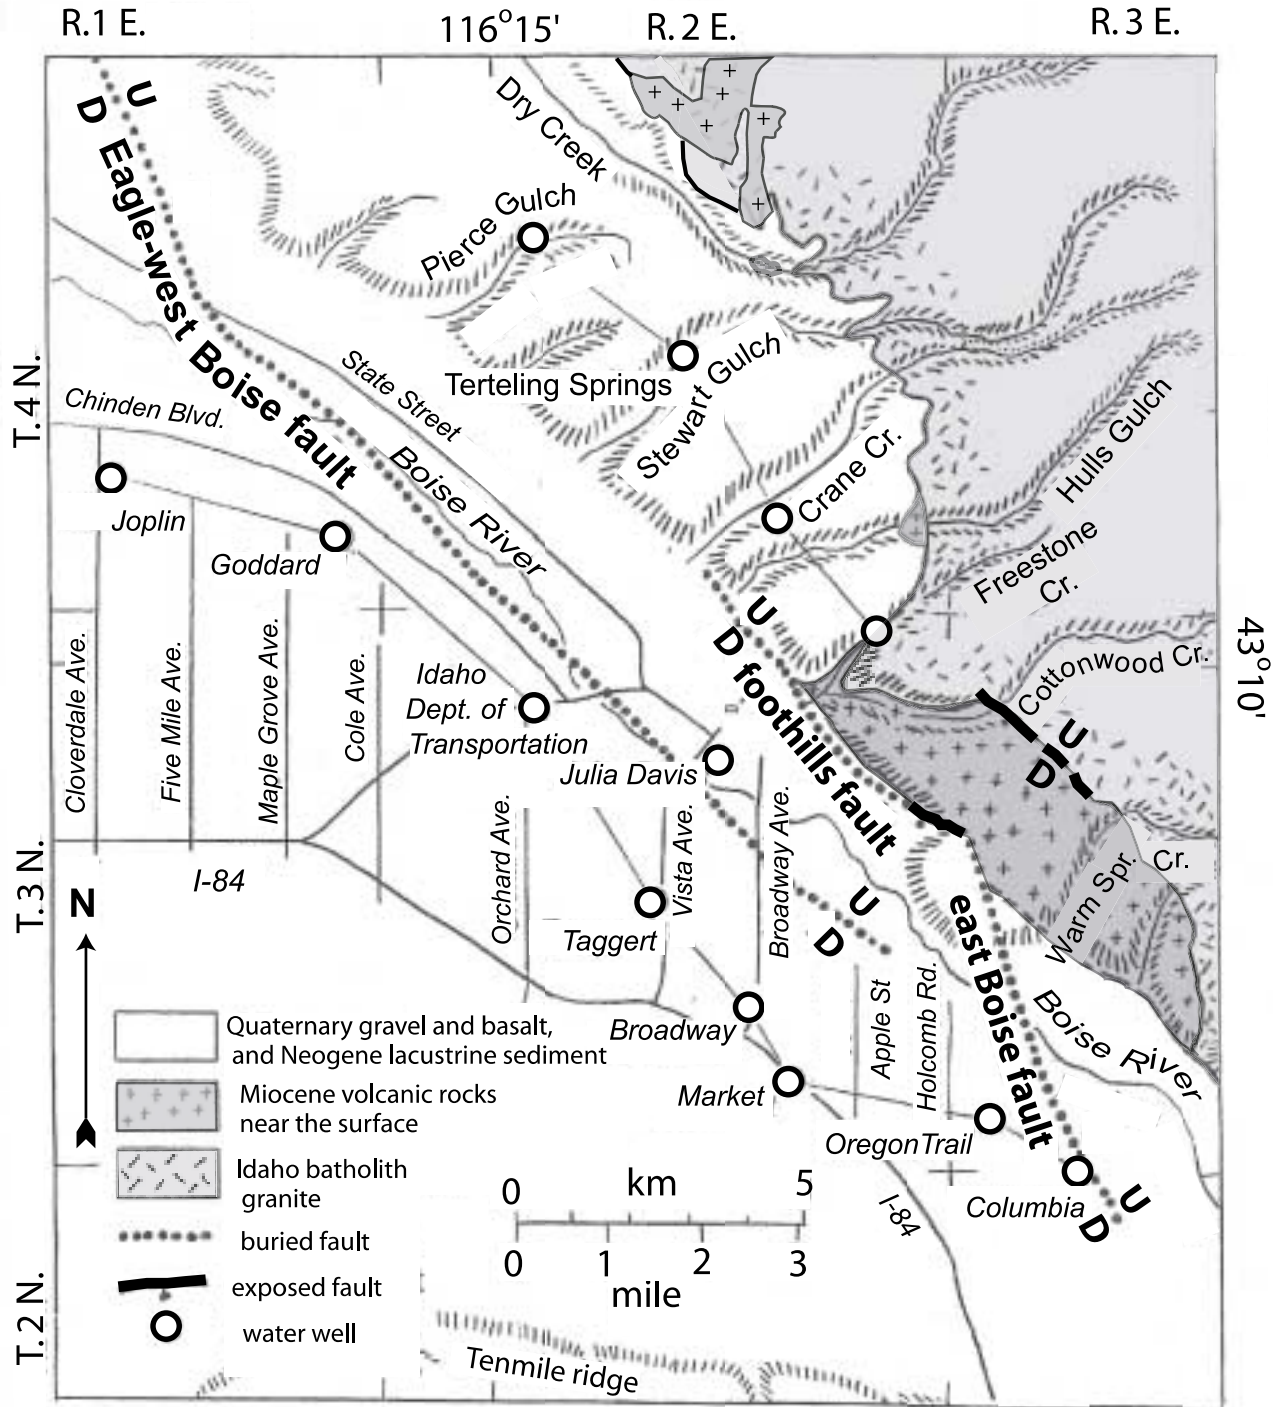 R.1 E.
116°15'
R. 2 E.
R. 3 E.
U
D
Eagle-west Boise fault
Dry Creek
Pierce Gulch
Terteling Springs
Stewart Gulch
State Street
T.4 N.
Chinden Blvd.
Boise River
Crane Cr.
Hulls Gulch
Joplin
Goddard
Freestone
Cr.
Cottonwood Cr.
43°10'
U
D
foothills fault
Idaho
Dept. of
Transportation
Julia Davis
U
D
Cloverdale Ave.
Five Mile Ave.
Maple Grove Ave.
Cole Ave.
Orchard Ave.
Vista Ave.
Broadway Ave.
T.3 N.
I-84
N
Taggert
U
D
east Boise fault
Warm Spr.
Cr.
Broadway
Market
Apple St
Holcomb Rd.
Boise River
Oregon Trail
Columbia
U
D
I-84
Quaternary gravel and basalt,
and Neogene lacustrine sediment
Miocene volcanic rocks
near the surface
Idaho batholith
granite
buried fault
exposed fault
water well
0 km 5
0 1 2 3
mile
T.2 N.
Tenmile ridge